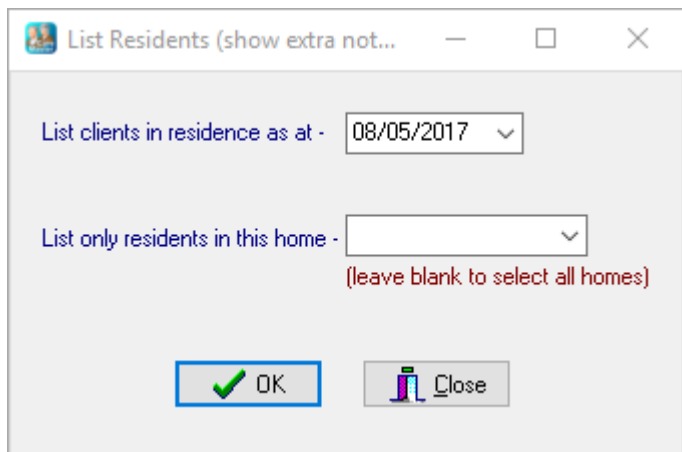 List Residents (show extra not...
List clients in residence as at - 08/05/2017
List only residents in this home -
(leave blank to select all homes)
OK Close